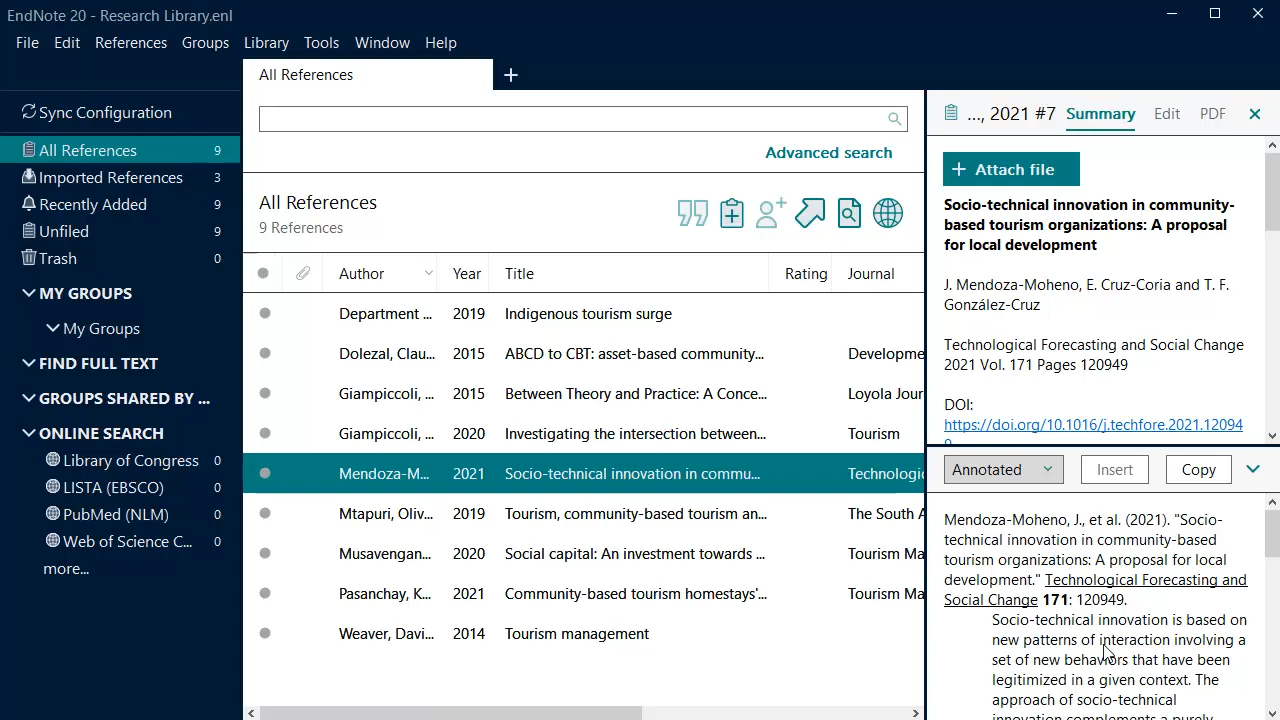 EndNote 20 - Research Library.enl
File Edit References Groups Library Tools Window Help
All References
Sync Configuration
All References 9
Imported References 3
Recently Added 9
Unfiled 9
Trash 0
MY GROUPS
My Groups
FIND FULL TEXT
GROUPS SHARED BY ...
ONLINE SEARCH
Library of Congress 0
LISTA (EBSCO) 0
PubMed (NLM) 0
Web of Science C... 0
more...
Advanced search
All References
9 References
Author Year Title Rating Journal
Department ... 2019 Indigenous tourism surge
Dolezal, Clau... 2015 ABCD to CBT: asset-based community... Developme
Giampiccoli, ... 2015 Between Theory and Practice: A Conce... Loyola Jour
Giampiccoli, ... 2020 Investigating the intersection between... Tourism
Mendoza-M... 2021 Socio-technical innovation in commu... Technologic
Mtapuri, Oliv... 2019 Tourism, community-based tourism an... The South A
Musavengan... 2020 Social capital: An investment towards ... Tourism Ma
Pasanchay, K... 2021 Community-based tourism homestays'... Tourism Ma
Weaver, Davi... 2014 Tourism management
..., 2021 #7 Summary Edit PDF
+ Attach file
Socio-technical innovation in community-
based tourism organizations: A proposal
for local development
J. Mendoza-Moheno, E. Cruz-Coria and T. F.
González-Cruz
Technological Forecasting and Social Change
2021 Vol. 171 Pages 120949
DOI:
https://doi.org/10.1016/j.techfore.2021.12094
Annotated Insert Copy
Mendoza-Moheno, J., et al. (2021). "Socio-
technical innovation in community-based
tourism organizations: A proposal for local
development." Technological Forecasting and
Social Change 171: 120949.
Socio-technical innovation is based on
new patterns of interaction involving a
set of new behaviors that have been
legitimized in a given context. The
approach of socio-technical
innovation complements a purely